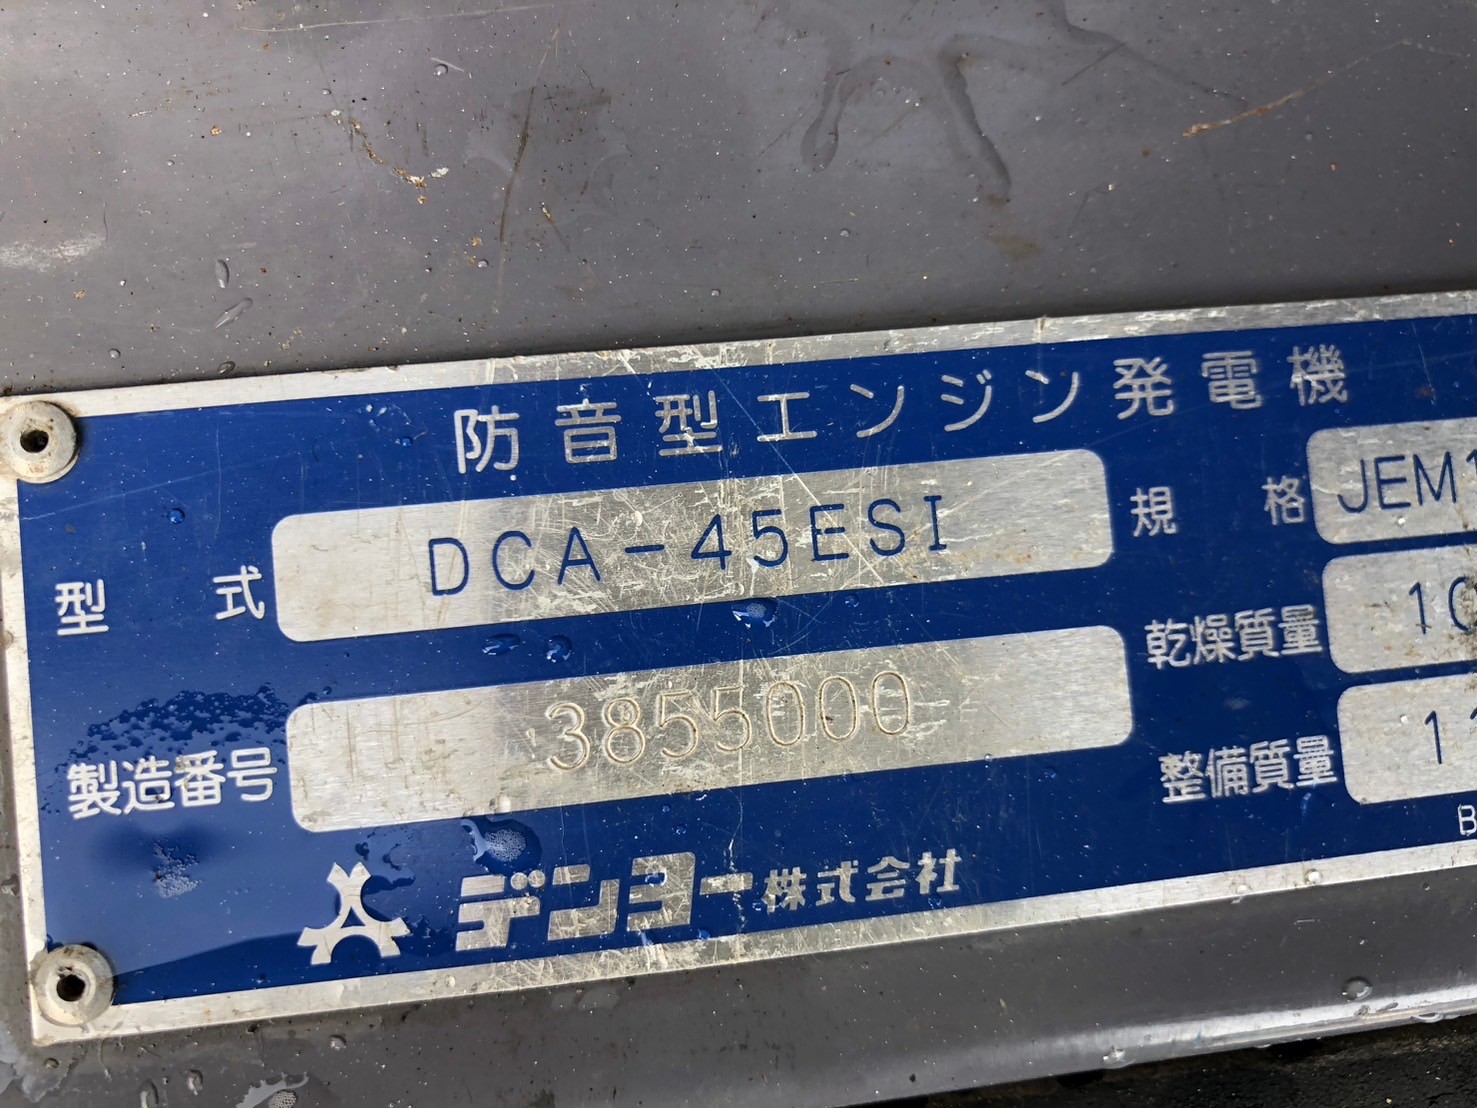 防音型エンジン発電機
型式 DCA-45ESI
規格 JEM1
製造番号 3855000
乾燥質量 10
整備質量 11
B
デンヨー株式会社